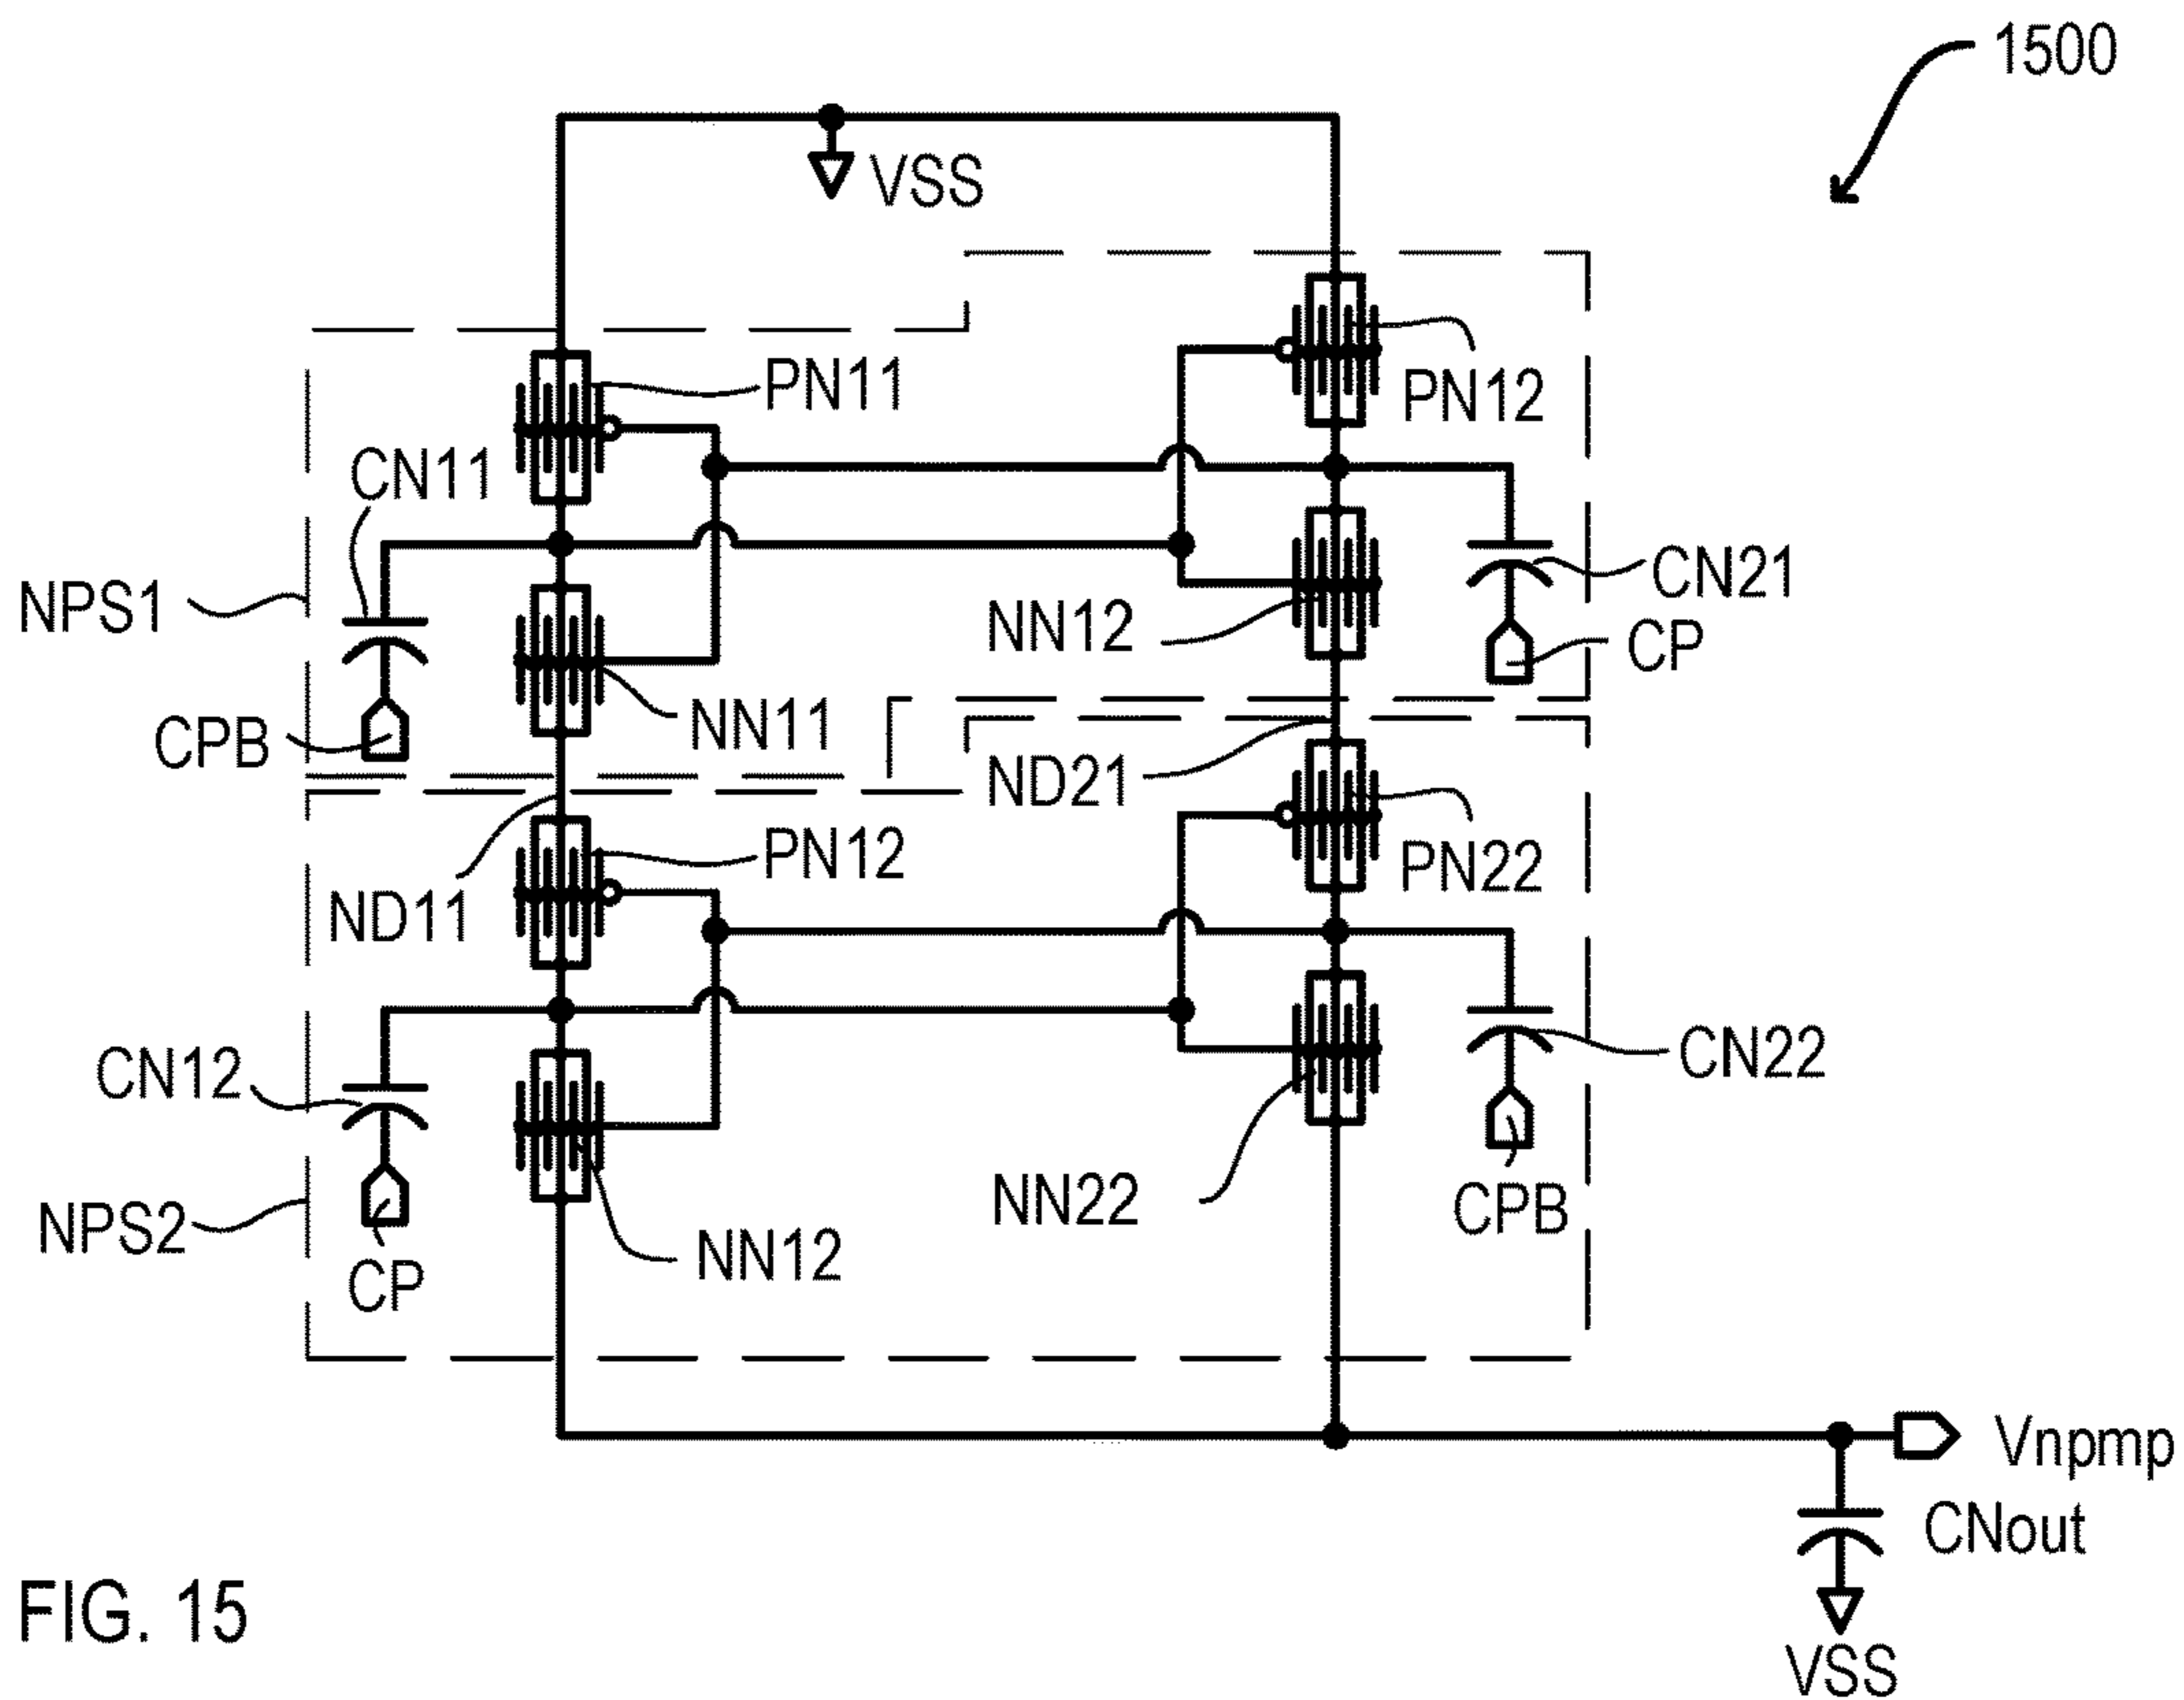 1500
VSS
PN11
PN12
CN11
CN21
NPS1
NN12
CP
NN11
CPB
ND21
PN12
PN22
ND11
CN12
CN22
NN22
CPB
NPS2
NN12
CP
Vnpmp
CNout
FIG. 15
VSS